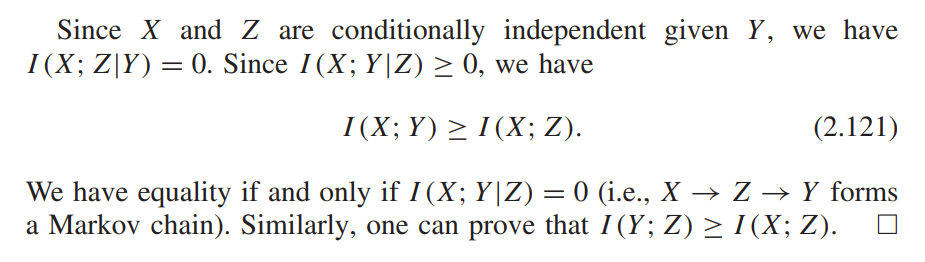 Since X and Z are conditionally independent given Y, we have
I(X; Z|Y) = 0. Since I(X; Y|Z) ≥ 0, we have
I(X; Y) ≥ I(X; Z). (2.121)
We have equality if and only if I(X; Y|Z) = 0 (i.e., X → Z → Y forms
a Markov chain). Similarly, one can prove that I(Y; Z) ≥ I(X; Z). □